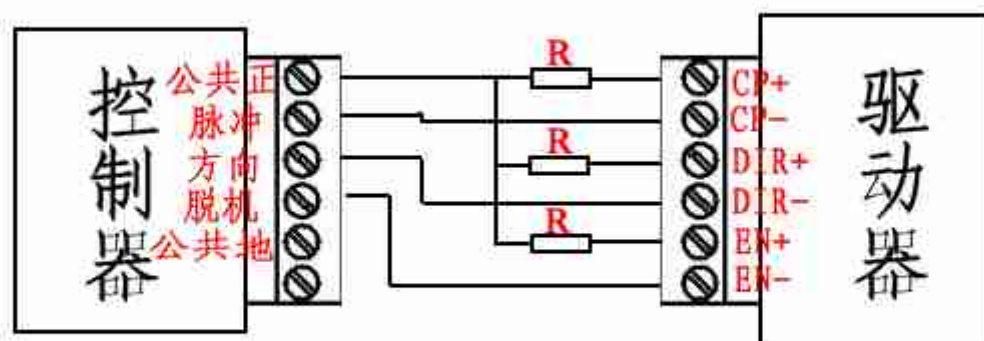 控制器
公共正
脉冲
方向
脱机
公共地
R
R
R
CP+
CP-
DIR+
DIR-
EN+
EN-
驱动器